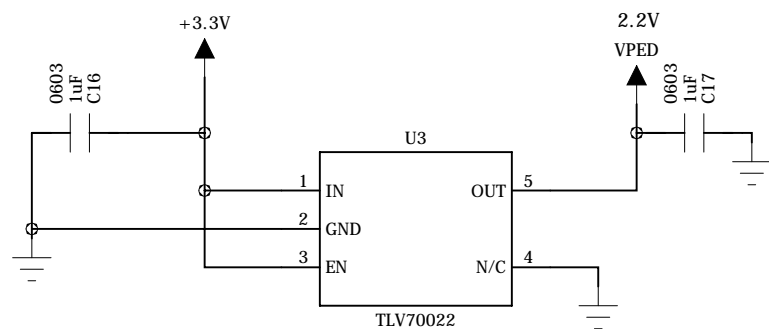 +3.3V
2.2V
VPED
0603
1uF
C16
0603
1uF
C17
U3
1
IN
OUT
5
2
GND
3
EN
N/C
4
TLV70022